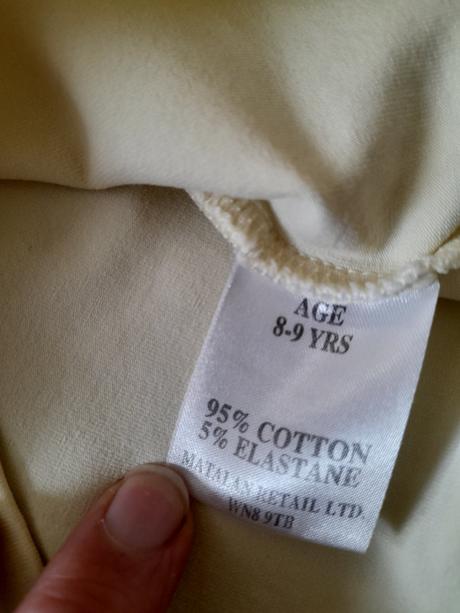 AGE
8-9 YRS
95% COTTON
5% ELASTANE
MATALAN RETAIL LTD.
WN8 9TB